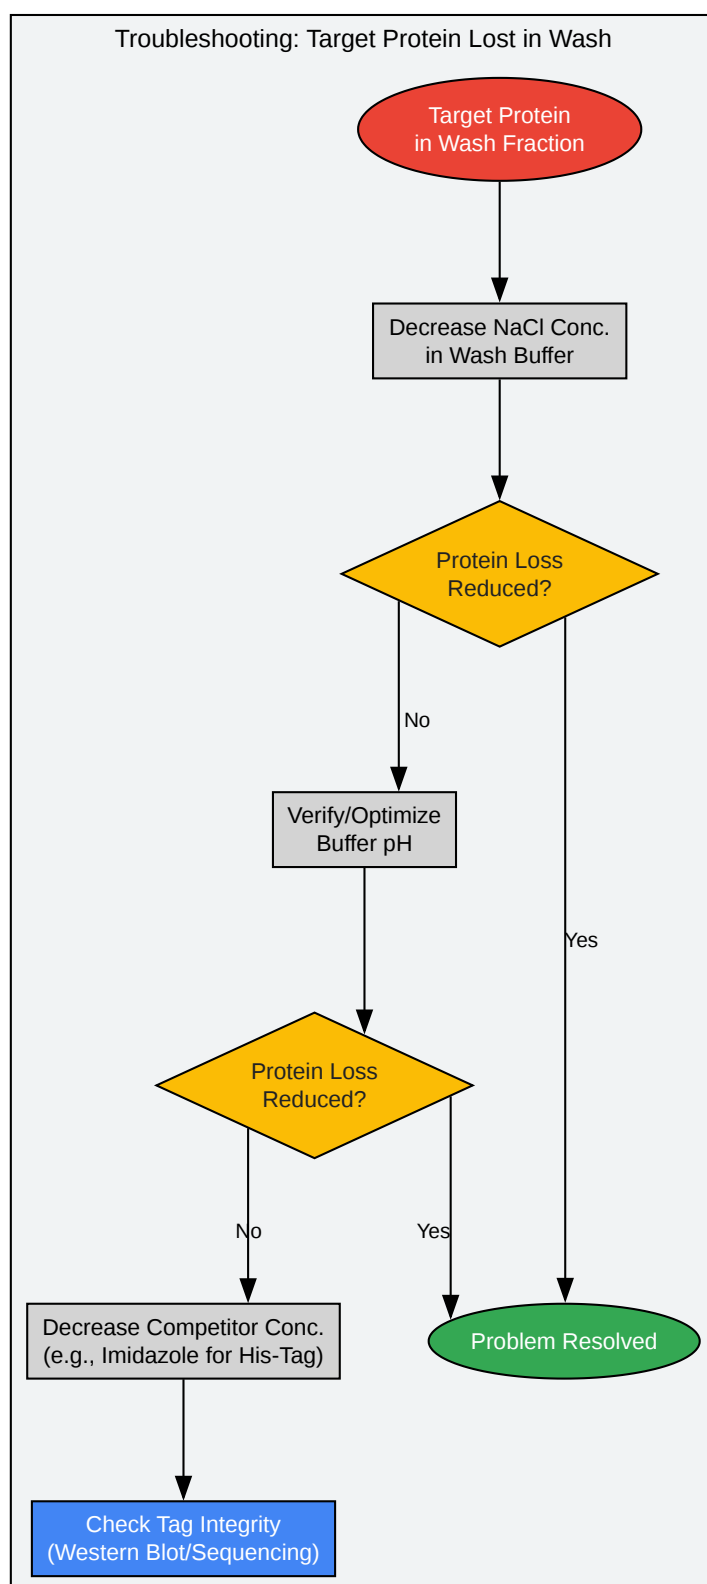 Troubleshooting: Target Protein Lost in Wash
Target Protein
in Wash Fraction
Decrease NaCl Conc.
in Wash Buffer
Protein Loss
Reduced?
No
Verify/Optimize
Buffer pH
Yes
Protein Loss
Reduced?
No
Yes
Decrease Competitor Conc.
(e.g., Imidazole for His-Tag)
Problem Resolved
Check Tag Integrity
(Western Blot/Sequencing)